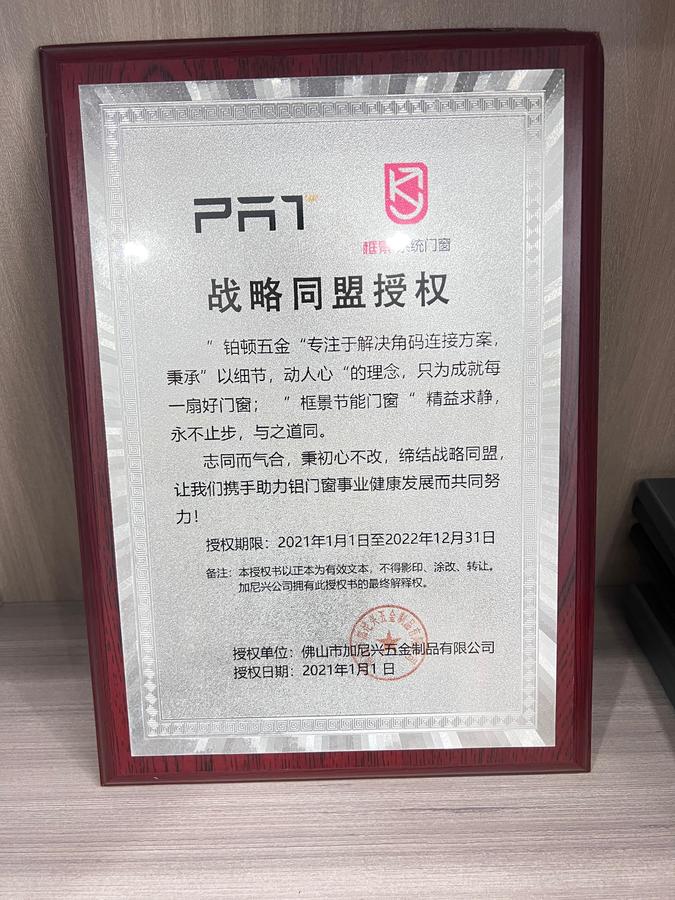 框景系统门窗
战略同盟授权
”铂顿五金“专注于解决角码连接方案，
秉承”以细节，动人心“的理念，只为成就每
一扇好门窗； ”框景节能门窗“ 精益求静，
永不止步，与之道同。
志同而气合，秉初心不改，缔结战略同盟，
让我们携手助力铝门窗事业健康发展而共同努
力！
授权期限：2021年1月1日至2022年12月31日
备注：本授权书以正本为有效文本，不得影印、涂改、转让。
加尼兴公司拥有此授权书的最终解释权。
授权单位：佛山市加尼兴五金制品有限公司
授权日期：2021年1月1 日